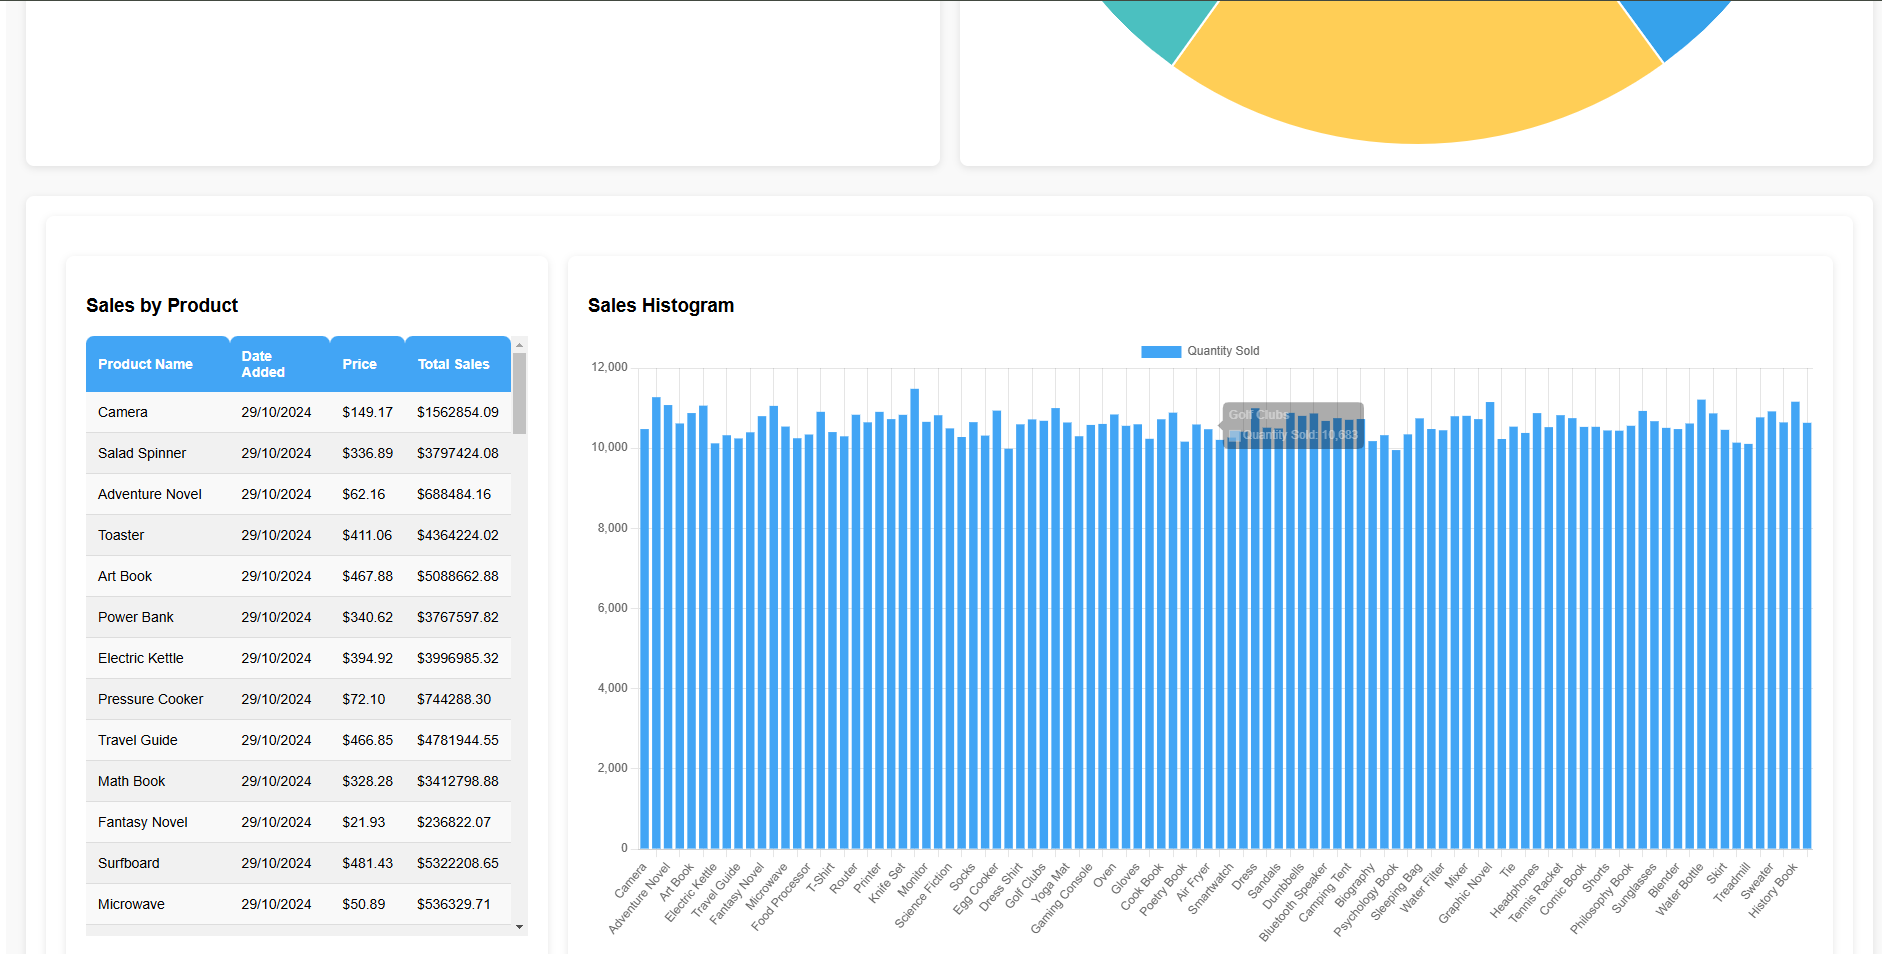 Sales by Product
Product Name Date Added Price Total Sales
Camera 29/10/2024 $149.17 $1562854.09
Salad Spinner 29/10/2024 $336.89 $3797424.08
Adventure Novel 29/10/2024 $62.16 $688484.16
Toaster 29/10/2024 $411.06 $4364224.02
Art Book 29/10/2024 $467.88 $5088662.88
Power Bank 29/10/2024 $340.62 $3767597.82
Electric Kettle 29/10/2024 $394.92 $3996985.32
Pressure Cooker 29/10/2024 $72.10 $744288.30
Travel Guide 29/10/2024 $466.85 $4781944.55
Math Book 29/10/2024 $328.28 $3412798.88
Fantasy Novel 29/10/2024 $21.93 $236822.07
Surfboard 29/10/2024 $481.43 $5322208.65
Microwave 29/10/2024 $50.89 $536329.71
Sales Histogram
Quantity Sold
12,000
10,000
8,000
6,000
4,000
2,000
0
Golf Clubs
Quantity Sold: 10,683
Camera
Adventure Novel
Art Book
Electric Kettle
Travel Guide
Fantasy Novel
Microwave
Food Processor
T-Shirt
Router
Printer
Knife Set
Monitor
Science Fiction
Socks
Egg Cooker
Dress Shirt
Golf Clubs
Yoga Mat
Gaming Console
Oven
Gloves
Cook Book
Poetry Book
Air Fryer
Smartwatch
Dress
Sandals
Dumbbells
Bluetooth Speaker
Camping Tent
Biography
Psychology Book
Sleeping Bag
Water Filter
Mixer
Graphic Novel
Tie
Headphones
Tennis Racket
Comic Book
Shorts
Philosophy Book
Sunglasses
Blender
Water Bottle
Skirt
Treadmill
Sweater
History Book